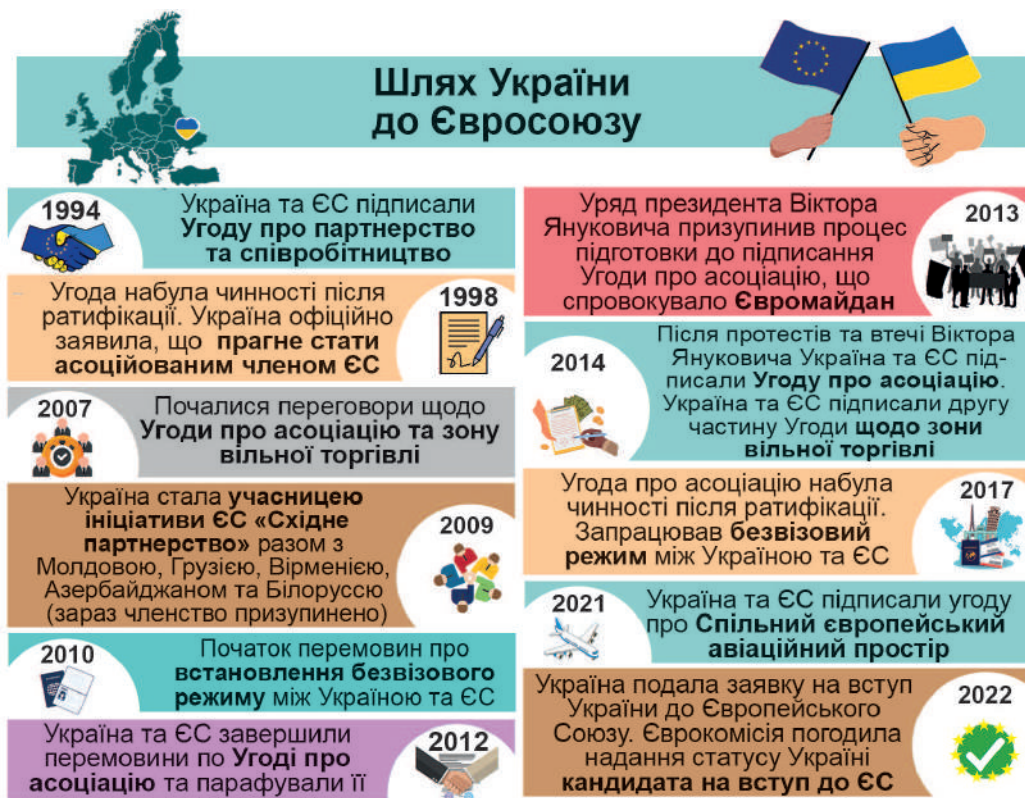 Шлях України
до Євросоюзу
1994
Україна та ЄС підписали
Угоду про партнерство
та співробітництво
Угода набула чинності після
ратифікації. Україна офіційно
заявила, що прагне стати
асоційованим членом ЄС
1998
2007
Почалися переговори щодо
Угоди про асоціацію та зону
вільної торгівлі
Україна стала учасницею
ініціативи ЄС «Східне
партнерство» разом з
Молдовою, Грузією, Вірменією,
Азербайджаном та Білоруссю
(зараз членство призупинено)
2009
2010
Початок перемовин про
встановлення безвізового
режиму між Україною та ЄС
Україна та ЄС завершили
перемовини по Угоді про
асоціацію та парафували її
2012
Уряд президента Віктора
Януковича призупинив процес
підготовки до підписання
Угоди про асоціацію, що
спровокувало Євромайдан
2013
2014
Після протестів та втечі Віктора
Януковича Україна та ЄС під-
писали Угоду про асоціацію.
Україна та ЄС підписали другу
частину Угоди щодо зони
вільної торгівлі
Угода про асоціацію набула
чинності після ратифікації.
Запрацював безвізовий
режим між Україною та ЄС
2017
2021
Україна та ЄС підписали угоду
про Спільний європейський
авіаційний простір
Україна подала заявку на вступ
України до Європейського
Союзу. Єврокомісія погодила
надання статусу Україні
кандидата на вступ до ЄС
2022